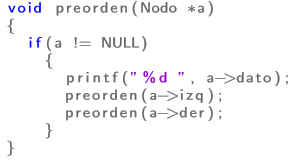 void preorden(Nodo *a)
{
if(a != NULL)
{
printf("%d ", a->dato);
preorden(a->izq);
preorden(a->der);
}
}